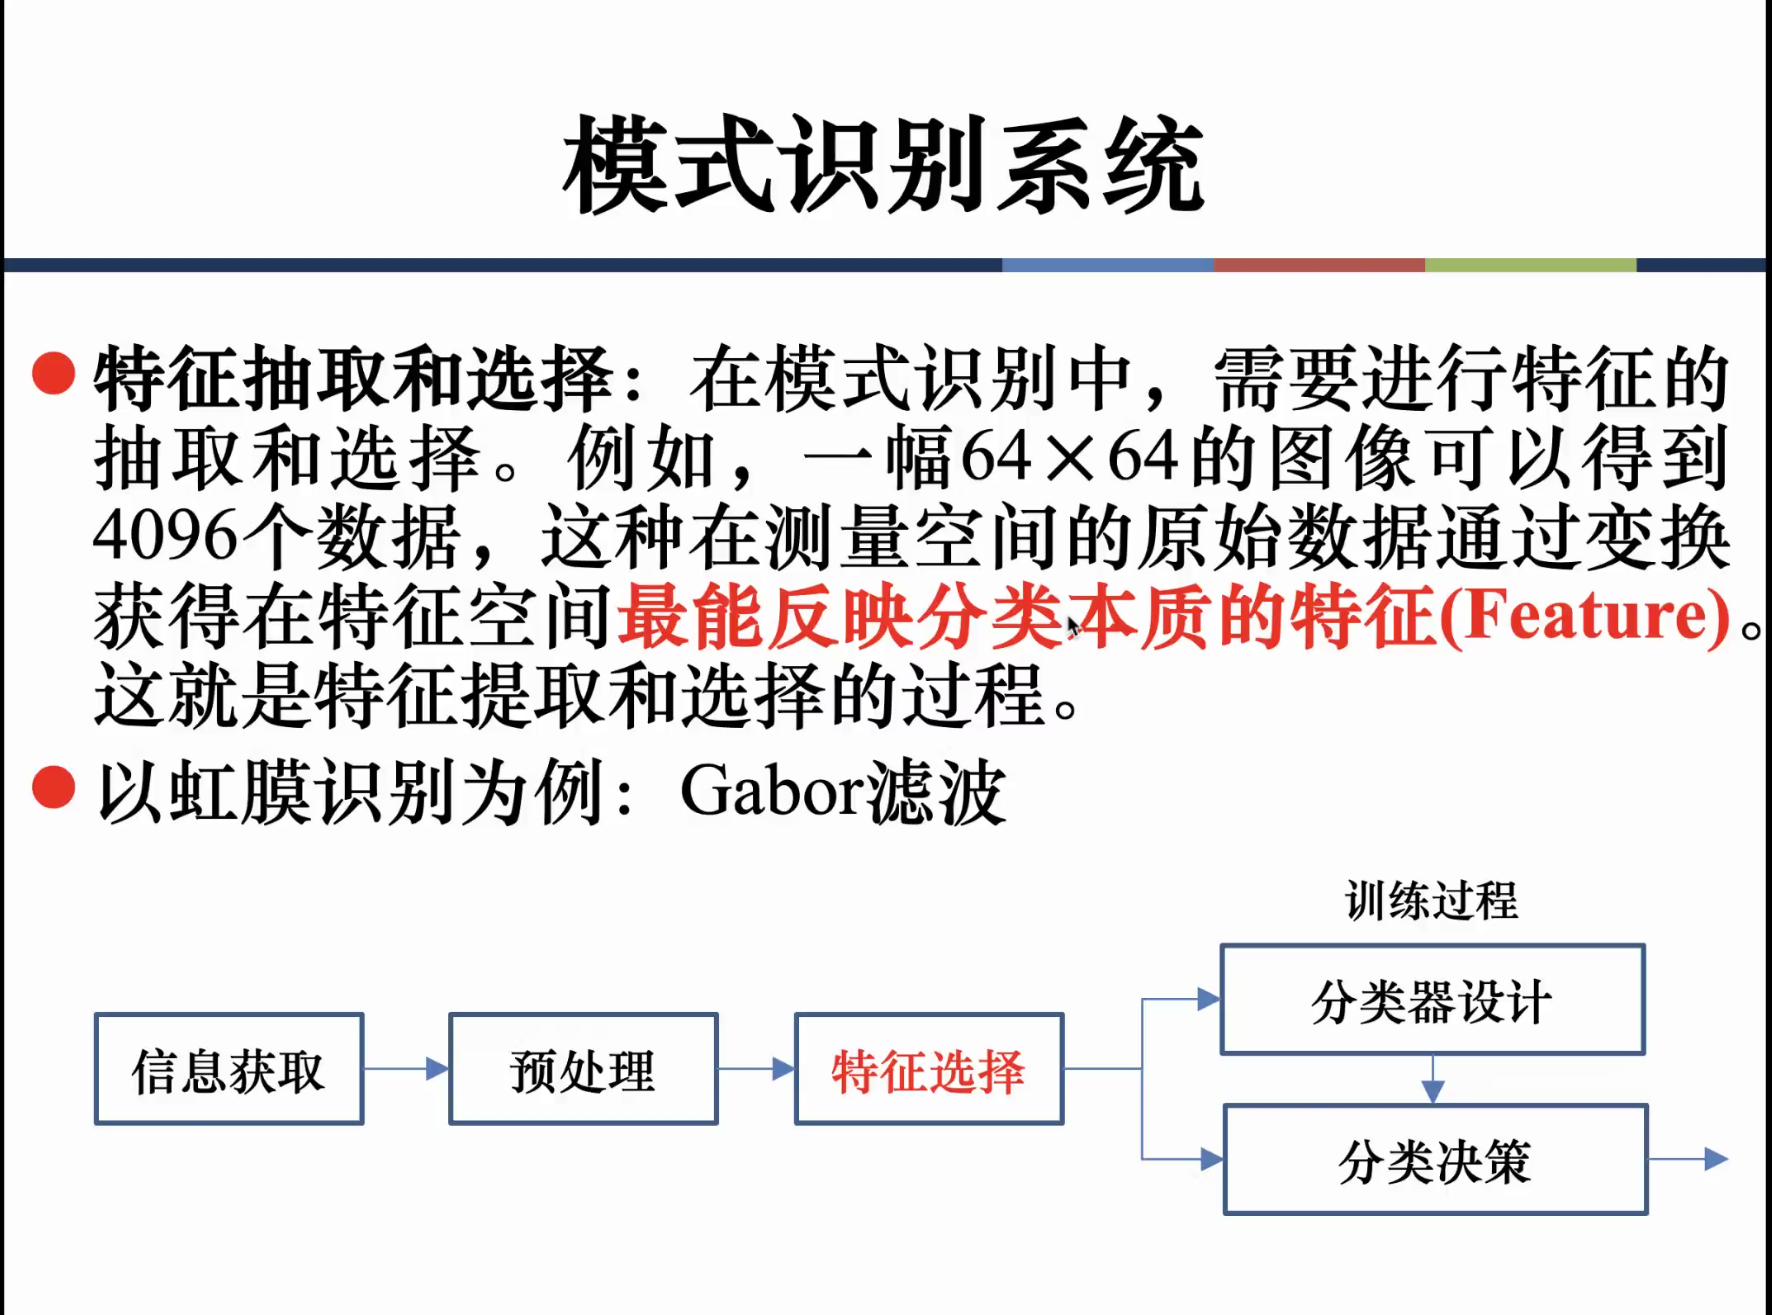 模式识别系统
特征抽取和选择：在模式识别中，需要进行特征的
抽取和选择。例如，一幅64×64的图像可以得到
4096个数据，这种在测量空间的原始数据通过变换
获得在特征空间最能反映分类本质的特征(Feature)。
这就是特征提取和选择的过程。
以虹膜识别为例：Gabor滤波
训练过程
信息获取
预处理
特征选择
分类器设计
分类决策